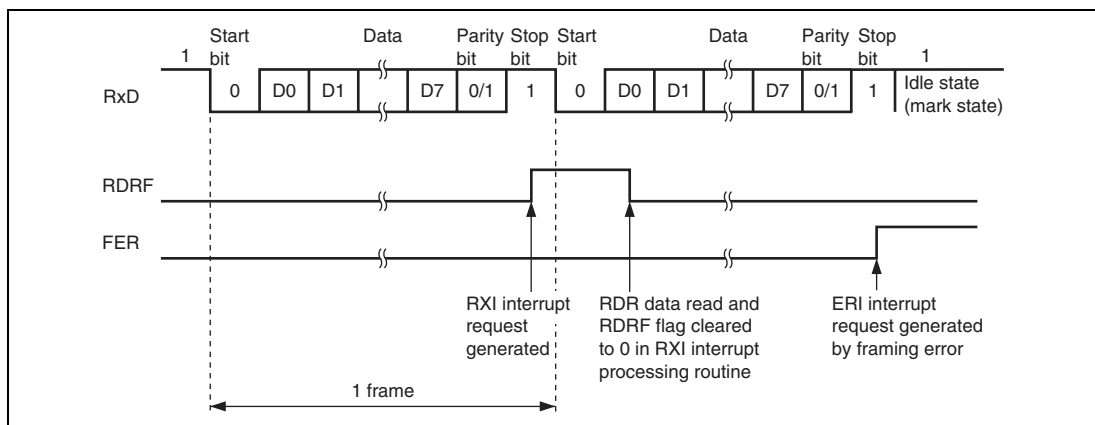 Start bit Data Parity bit Stop bit Start bit Data Parity bit Stop bit
1 1
RxD 0 D0 D1 D7 0/1 1 0 D0 D1 D7 0/1 1 Idle state (mark state)
RDRF
FER
RXI interrupt
request
generated
RDR data read and
RDRF flag cleared
to 0 in RXI interrupt
processing routine
ERI interrupt
request generated
by framing error
1 frame